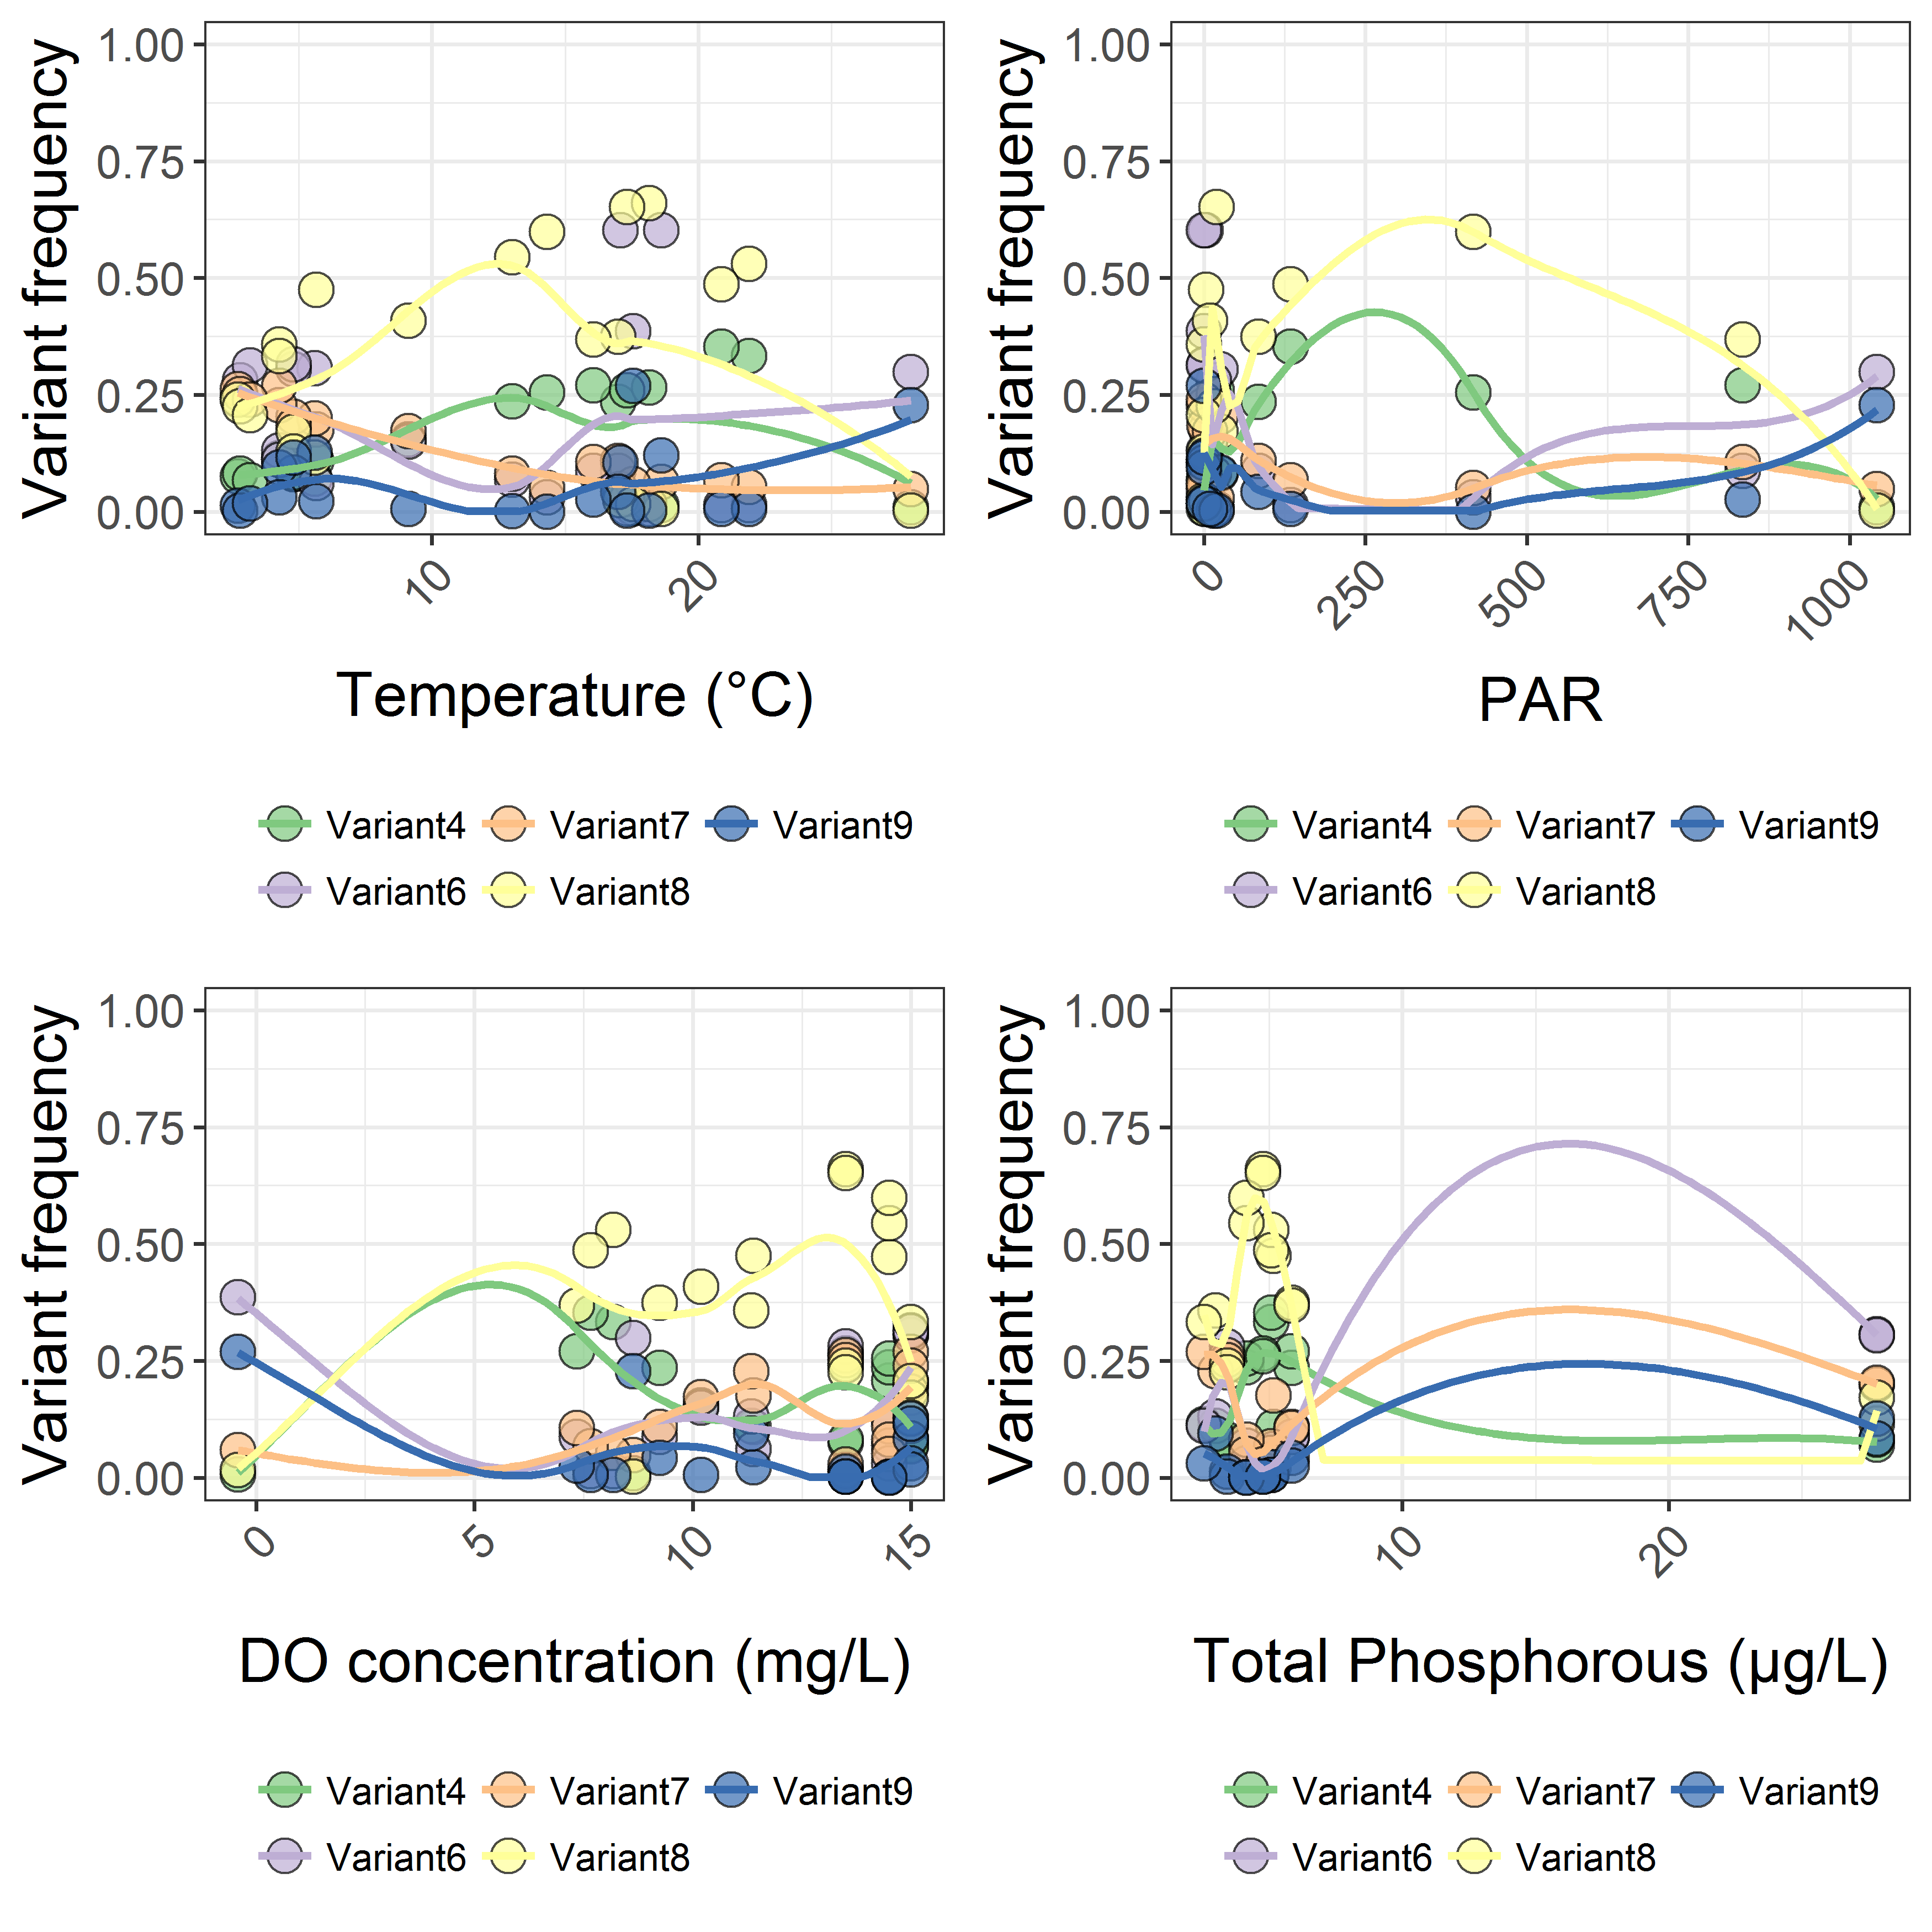 Variant frequency
1.00
0.75
0.50
0.25
0.00
10 20
Temperature (°C)
Variant4 Variant7 Variant9
Variant6 Variant8
Variant frequency
1.00
0.75
0.50
0.25
0.00
0 250 500 750 1000
PAR
Variant4 Variant7 Variant9
Variant6 Variant8
Variant frequency
1.00
0.75
0.50
0.25
0.00
0 5 10 15
DO concentration (mg/L)
Variant4 Variant7 Variant9
Variant6 Variant8
Variant frequency
1.00
0.75
0.50
0.25
0.00
10 20
Total Phosphorous (µg/L)
Variant4 Variant7 Variant9
Variant6 Variant8